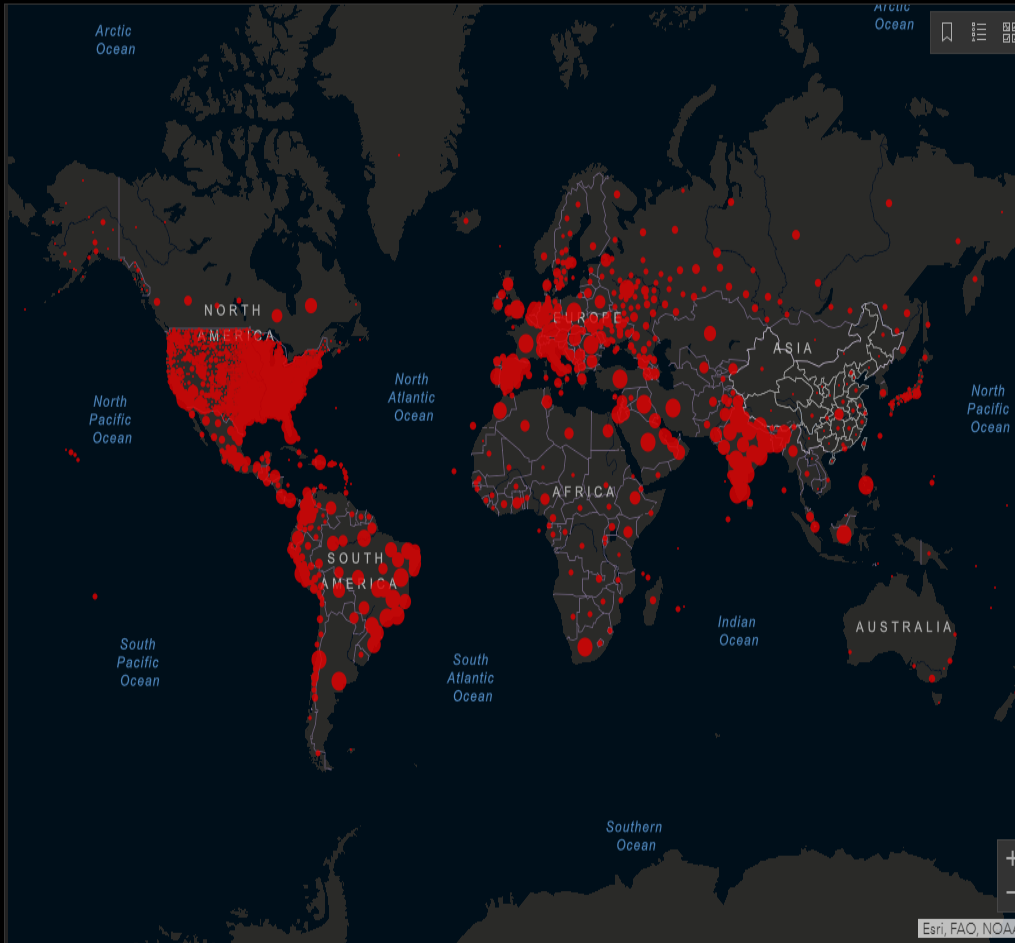 Arctic
Ocean
Arctic
Ocean
NORTH
AMERICA
EUROPE
ASIA
North
Atlantic
Ocean
North
Pacific
Ocean
North
Pacific
Ocean
AFRICA
SOUTH
AMERICA
AUSTRALIA
Indian
Ocean
South
Pacific
Ocean
South
Atlantic
Ocean
Southern
Ocean
+
−
Esri, FAO, NOAA